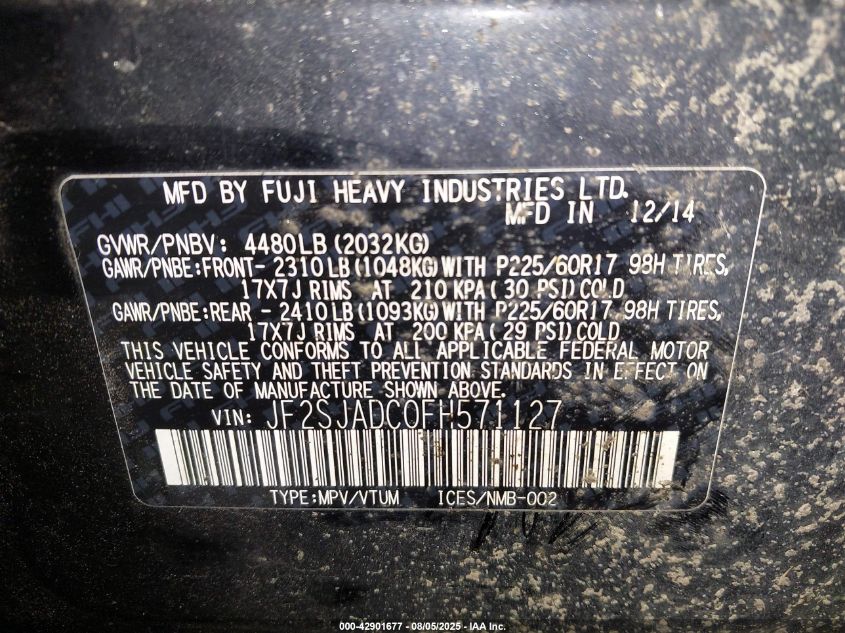 MFD BY FUJI HEAVY INDUSTRIES LTD.
MFD IN 12/14
GVWR/PNBV: 4480LB (2032KG)
GAWR/PNBE:FRONT- 2310LB (1048KG) WITH P225/60R17 98H TIRES,
17X7J RIMS AT 210 KPA ( 30 PSI) COLD
GAWR/PNBE:REAR - 2410LB (1093KG) WITH P225/60R17 98H TIRES,
17X7J RIMS AT 200 KPA ( 29 PSI) COLD.
THIS VEHICLE CONFORMS TO ALL APPLICABLE FEDERAL MOTOR
VEHICLE SAFETY AND THEFT PREVENTION STANDARDS IN EFFECT ON
THE DATE OF MANUFACTURE SHOWN ABOVE.
VIN: JF2SJADC0FH571127
TYPE:MPV/VTUM ICES/NMB-002
000-42901677 - 08/05/2025 - IAA Inc.